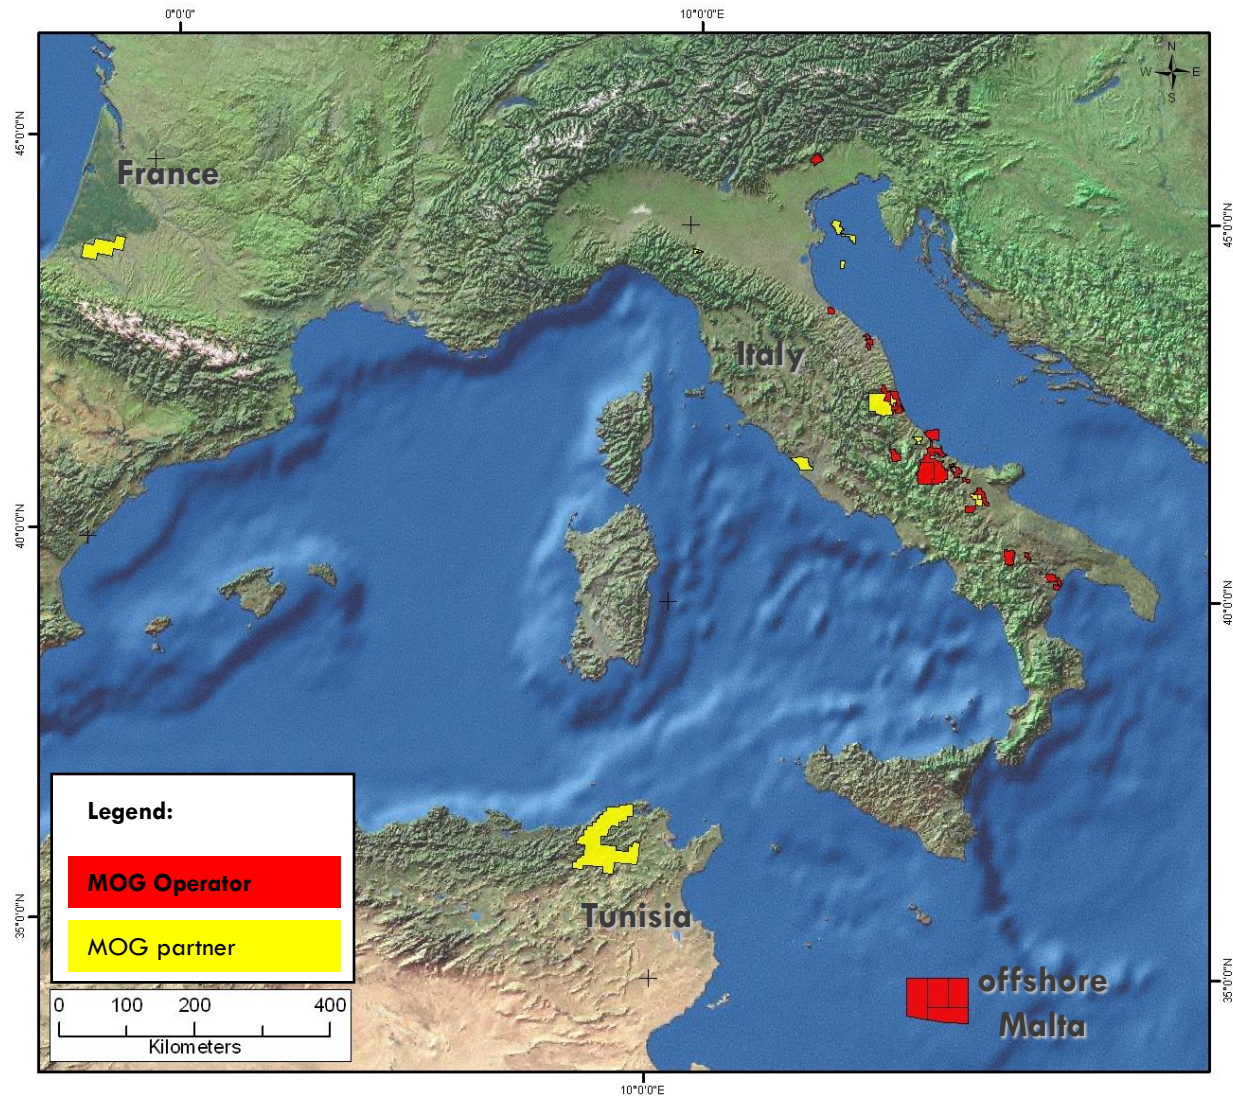 0°0'0"
10°0'0"E
N
W E
S
45°0'0"N
France
45°0'0"N
Italy
40°0'0"N
40°0'0"N
Legend:
MOG Operator
MOG partner
Tunisia
35°0'0"N
35°0'0"N
offshore
Malta
0 100 200 400
Kilometers
10°0'0"E